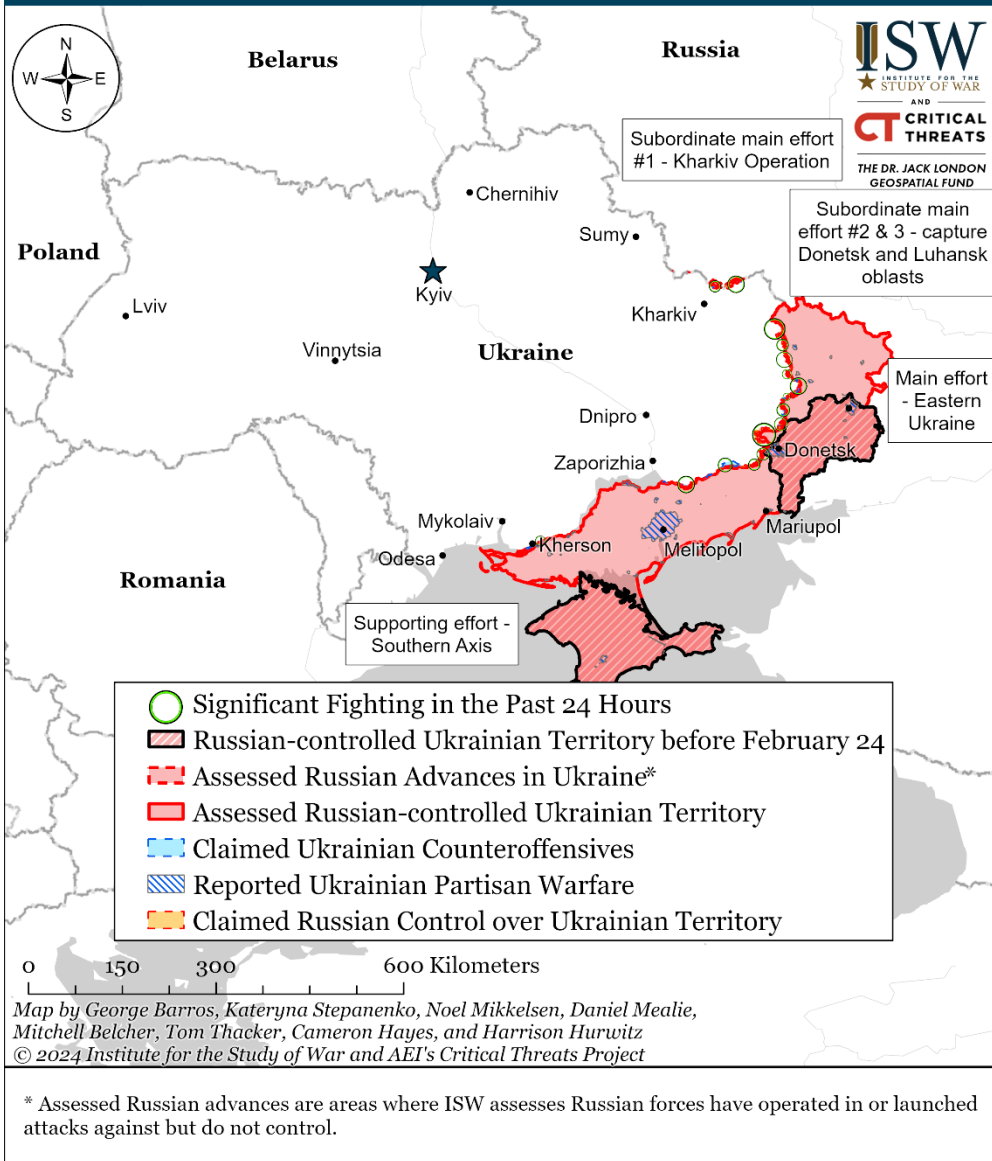 N
W E
S
Belarus
Russia
ISW
INSTITUTE FOR THE
STUDY OF WAR
AND
CT CRITICAL
THREATS
THE DR. JACK LONDON
GEOSPATIAL FUND
Subordinate main effort
#1 - Kharkiv Operation
Subordinate main
effort #2 & 3 - capture
Donetsk and Luhansk
oblasts
Chernihiv
Sumy
Poland
Kyiv
Lviv
Kharkiv
Vinnytsia
Ukraine
Main effort
- Eastern
Ukraine
Dnipro
Donetsk
Zaporizhia
Mykolaiv
Mariupol
Kherson
Melitopol
Odesa
Romania
Supporting effort -
Southern Axis
Significant Fighting in the Past 24 Hours
Russian-controlled Ukrainian Territory before February 24
Assessed Russian Advances in Ukraine*
Assessed Russian-controlled Ukrainian Territory
Claimed Ukrainian Counteroffensives
Reported Ukrainian Partisan Warfare
Claimed Russian Control over Ukrainian Territory
0 150 300 600 Kilometers
Map by George Barros, Kateryna Stepanenko, Noel Mikkelsen, Daniel Mealie,
Mitchell Belcher, Tom Thacker, Cameron Hayes, and Harrison Hurwitz
© 2024 Institute for the Study of War and AEI's Critical Threats Project
* Assessed Russian advances are areas where ISW assesses Russian forces have operated in or launched
attacks against but do not control.